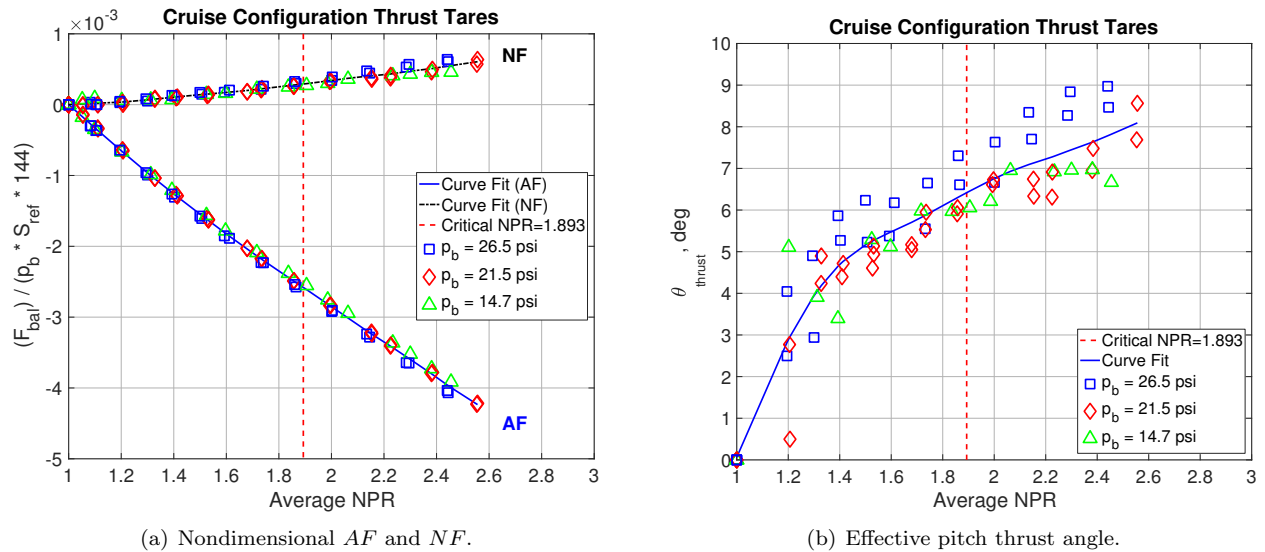 Cruise Configuration Thrust Tares
×10⁻³
1
0
-1
-2
-3
-4
-5
(F_bal) / (p_b * S_ref * 144)
NF
AF
Curve Fit (AF)
Curve Fit (NF)
Critical NPR=1.893
p_b = 26.5 psi
p_b = 21.5 psi
p_b = 14.7 psi
1 1.2 1.4 1.6 1.8 2 2.2 2.4 2.6 2.8 3
Average NPR
(a) Nondimensional AF and NF.
Cruise Configuration Thrust Tares
10
9
8
7
6
5
4
3
2
1
0
θ_thrust , deg
Critical NPR=1.893
Curve Fit
p_b = 26.5 psi
p_b = 21.5 psi
p_b = 14.7 psi
1 1.2 1.4 1.6 1.8 2 2.2 2.4 2.6 2.8 3
Average NPR
(b) Effective pitch thrust angle.